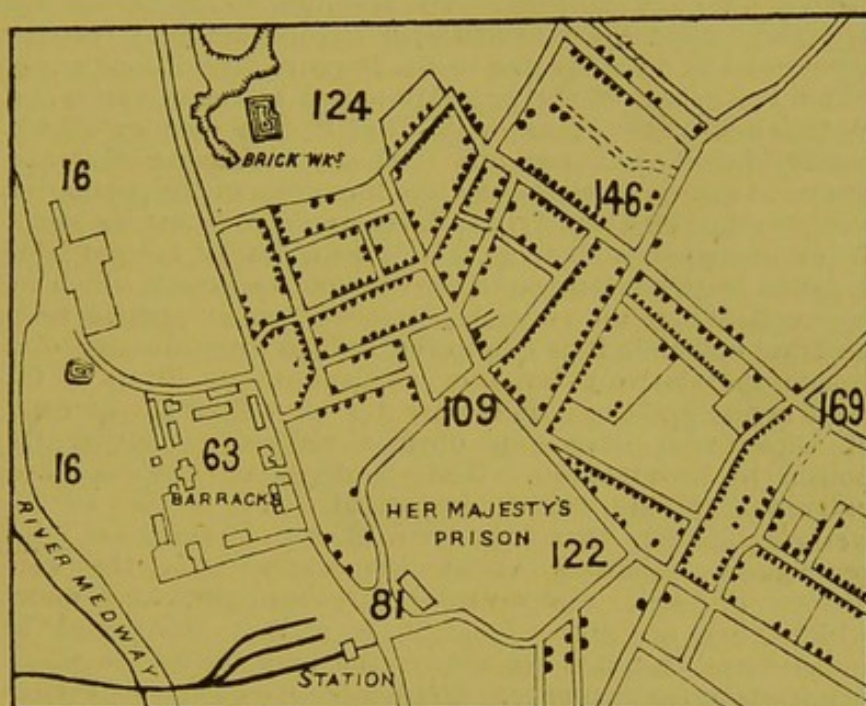 124
BRICK WKS
16
146
109
169
63
BARRACKS
16
HER MAJESTY'S
PRISON
122
RIVER MEDWAY
81
STATION